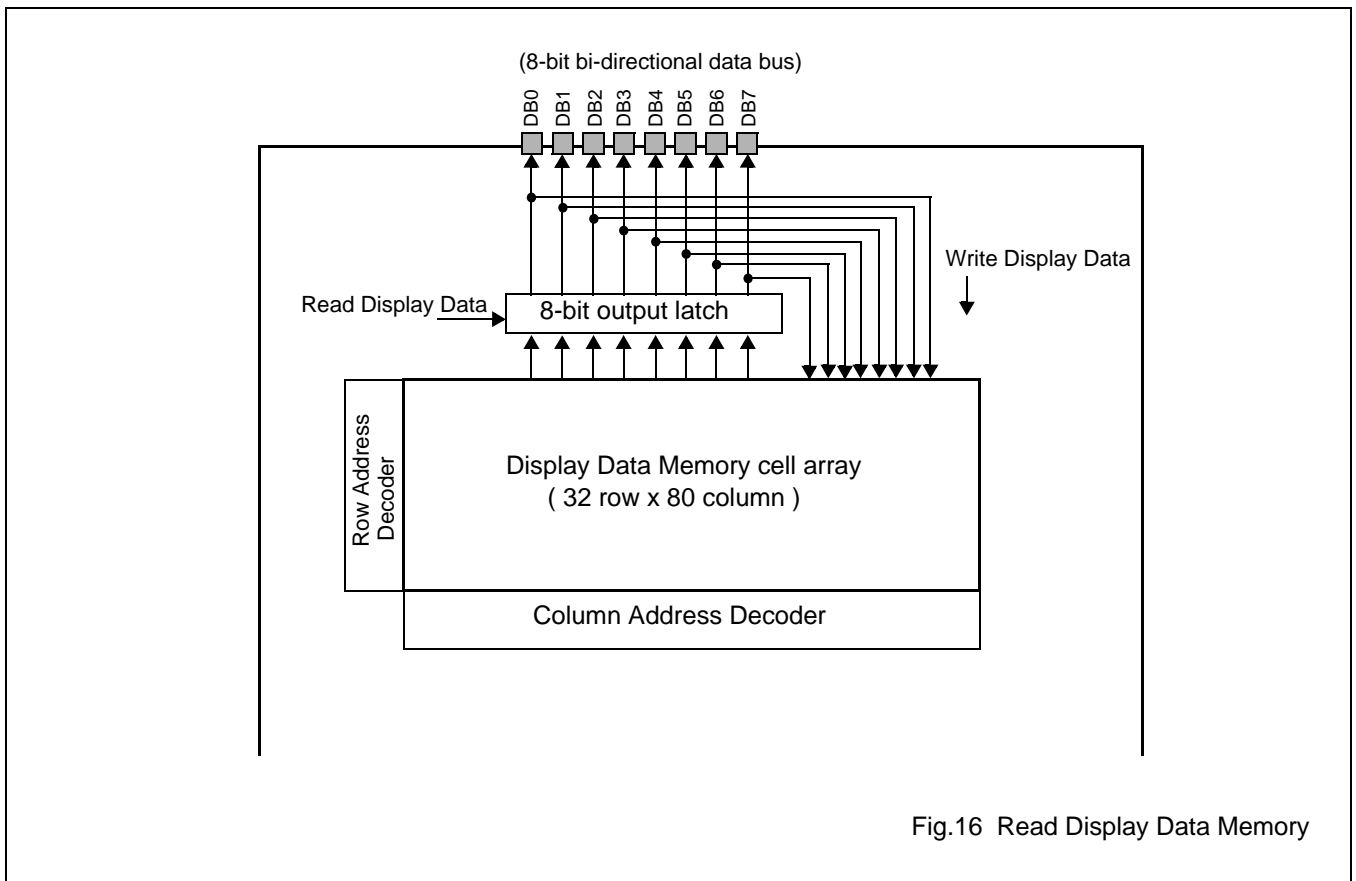 (8-bit bi-directional data bus)
DB0
DB1
DB2
DB3
DB4
DB5
DB6
DB7
Write Display Data
Read Display Data
8-bit output latch
Row Address
Decoder
Display Data Memory cell array
( 32 row x 80 column )
Column Address Decoder
Fig.16 Read Display Data Memory